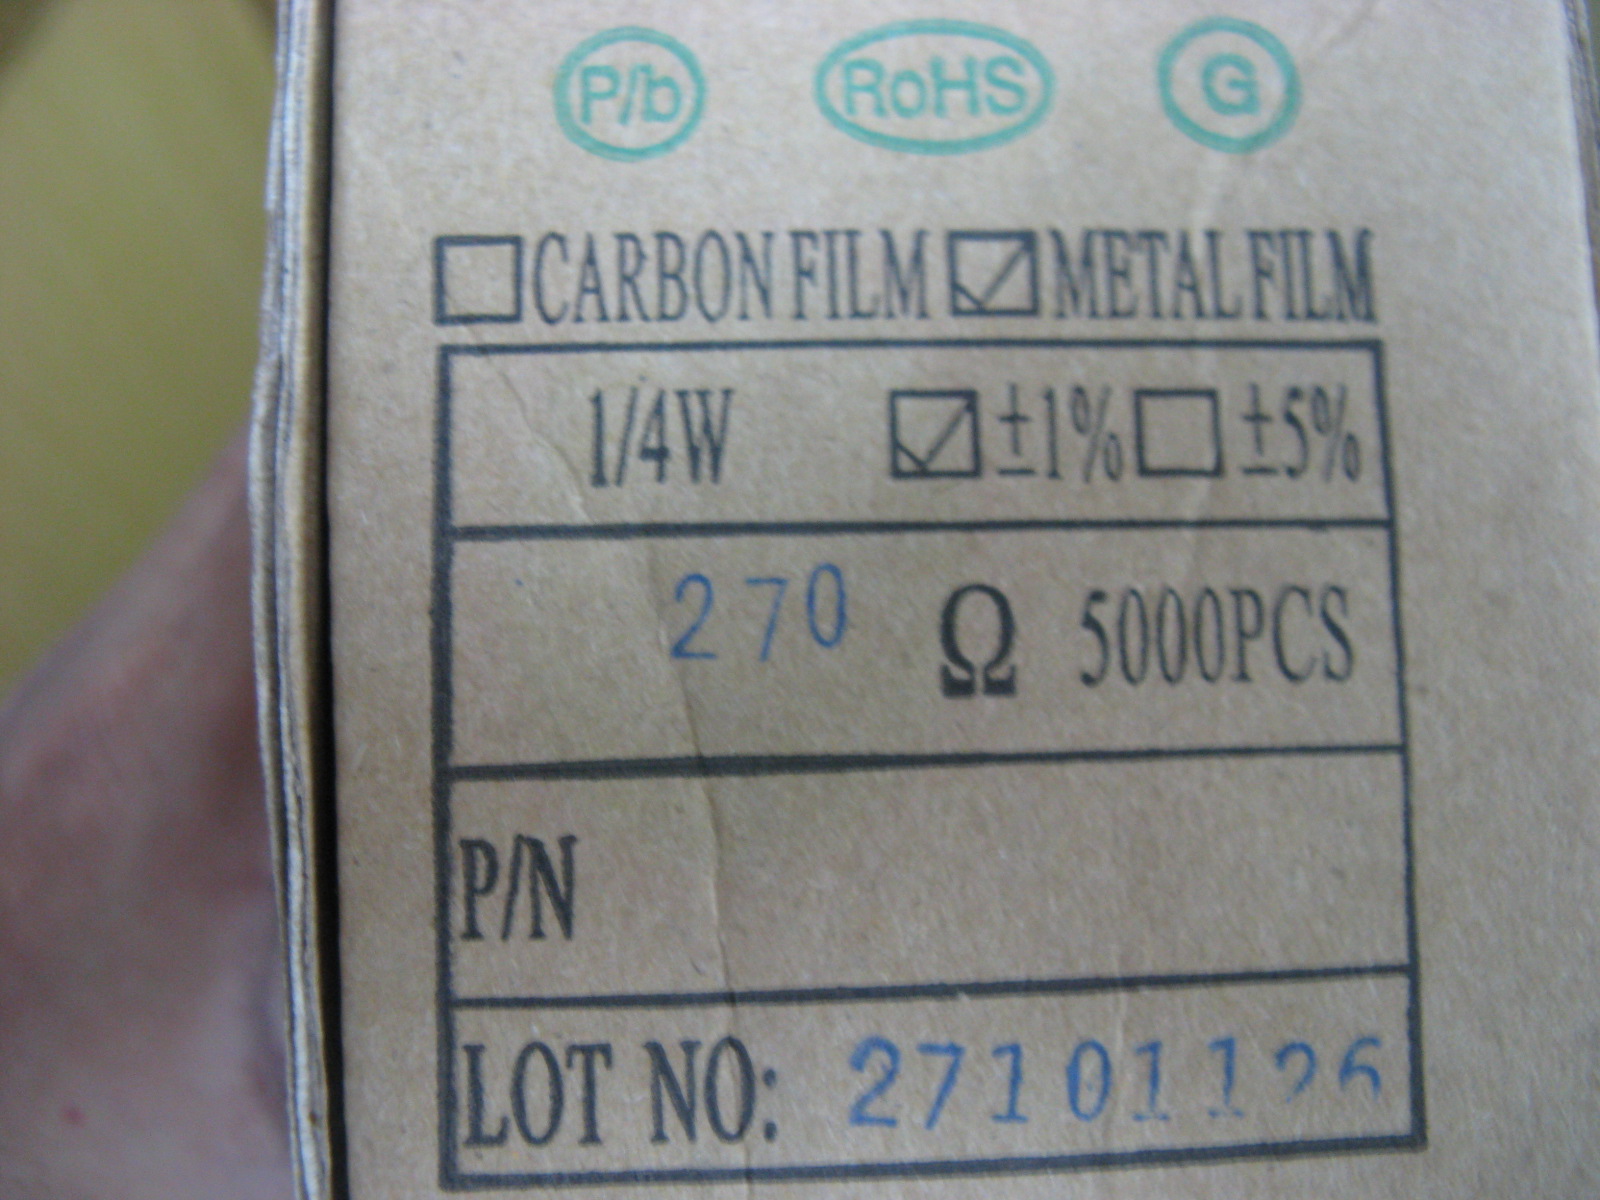 P/b RoHS G
CARBON FILM METAL FILM
1/4W ±1% ±5%
270 Ω 5000PCS
P/N
LOT NO: 27101126